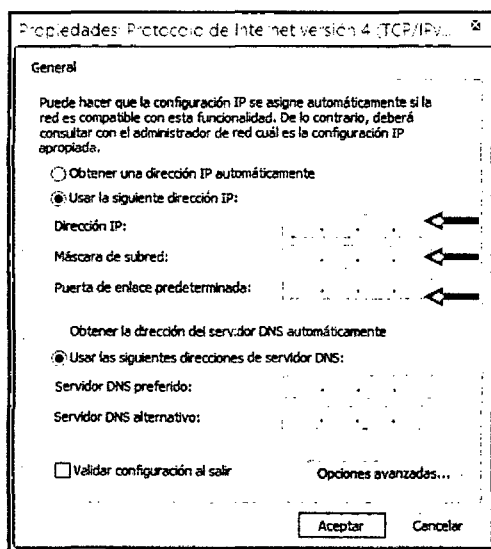 Propiedades: Protocolo de Internet versión 4 (TCP/IPv...
General
Puede hacer que la configuración IP se asigne automáticamente si la
red es compatible con esta funcionalidad. De lo contrario, deberá
consultar con el administrador de red cuál es la configuración IP
apropiada.
Obtener una dirección IP automáticamente
Usar la siguiente dirección IP:
Dirección IP:
Máscara de subred:
Puerta de enlace predeterminada:
Obtener la dirección del servidor DNS automáticamente
Usar las siguientes direcciones de servidor DNS:
Servidor DNS preferido:
Servidor DNS alternativo:
Validar configuración al salir
Opciones avanzadas...
Aceptar
Cancelar